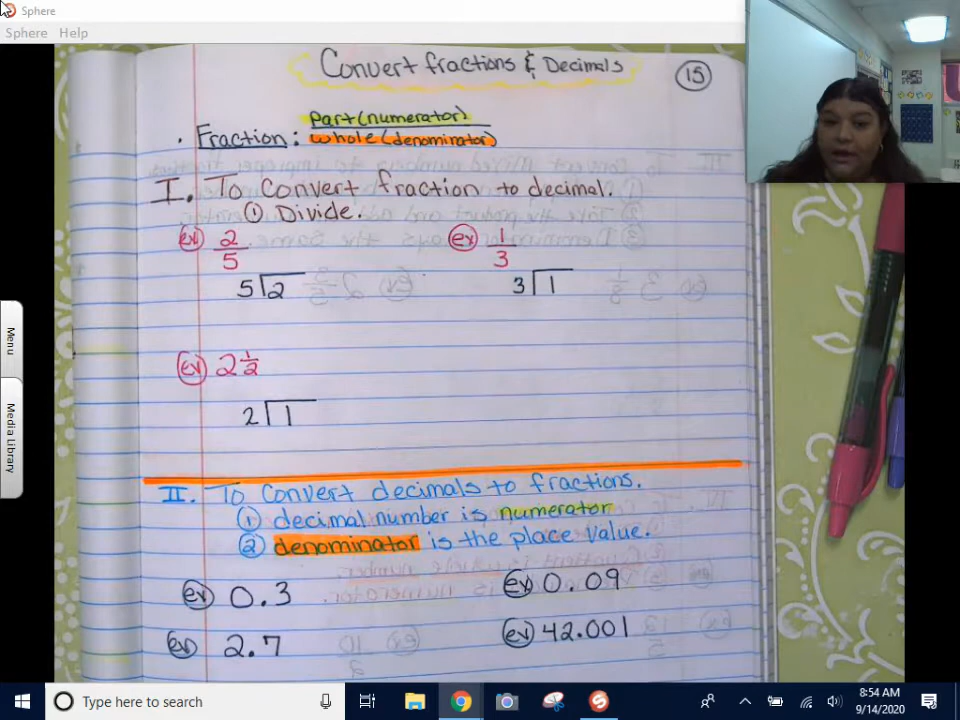 Sphere
Sphere Help
Convert fractions & Decimals
15
part(numerator)
· Fraction: whole(denominator)
I. To Convert fraction to decimal.
① Divide.
ex 2/5 ex 1/3
5 2 3 1
ex 2 1/2
2 1
II. To Convert decimals to fractions.
① decimal number is numerator
② denominator is the place value.
ex 0.3 ex 0.09
ex 2.7 ex 42.001
Menu
Media Library
Type here to search
8:54 AM
9/14/2020